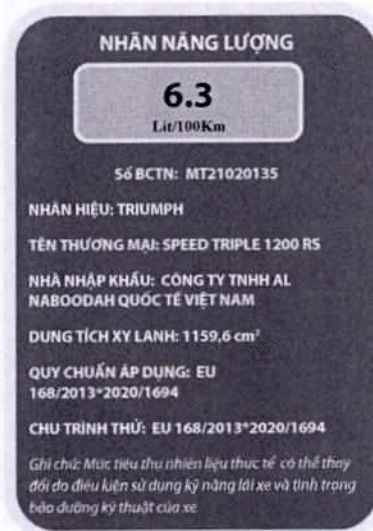 NHÃN NĂNG LƯỢNG
6.3
Lít/100Km
Số BCTN: MT21020135
NHÃN HIỆU: TRIUMPH
TÊN THƯƠNG MẠI: SPEED TRIPLE 1200 RS
NHÀ NHẬP KHẨU: CÔNG TY TNHH AL
NABOODAH QUỐC TẾ VIỆT NAM
DUNG TÍCH XY LANH: 1159,6 cm³
QUY CHUẨN ÁP DỤNG: EU
168/2013*2020/1694
CHU TRÌNH THỬ: EU 168/2013*2020/1694
Ghi chú: Mức tiêu thụ nhiên liệu thực tế có thể thay
đổi do điều kiện sử dụng kỹ năng lái xe và tình trạng
bảo dưỡng kỹ thuật của xe